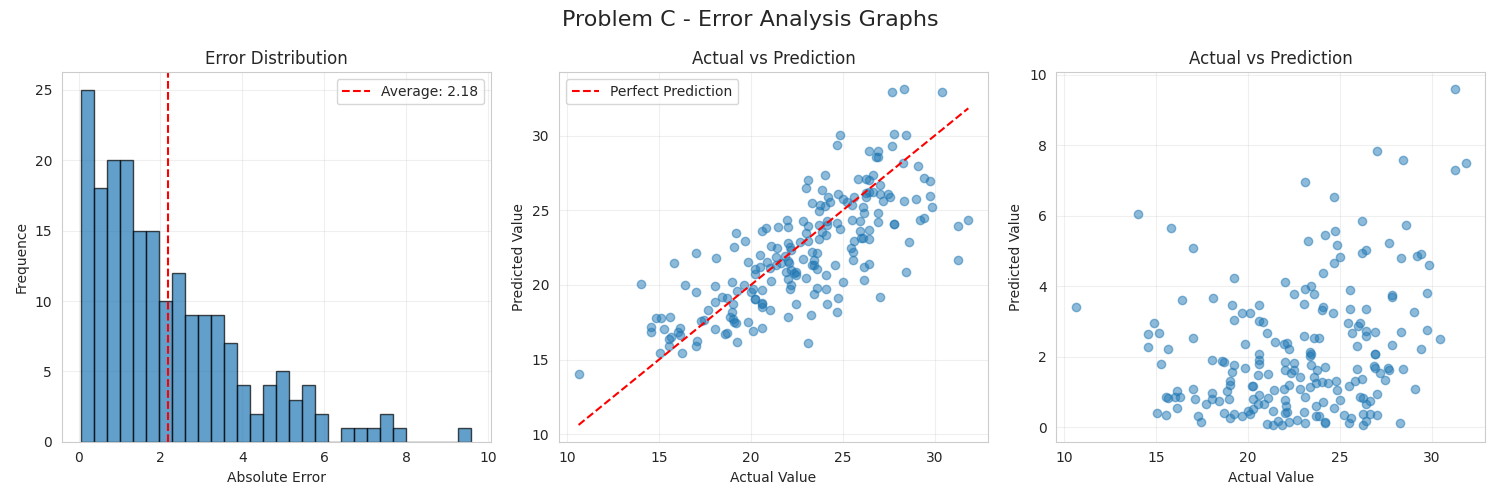 Problem C - Error Analysis Graphs
Error Distribution
Average: 2.18
Frequency
25
20
15
10
5
0
0 2 4 6 8 10
Absolute Error
Actual vs Prediction
Perfect Prediction
Predicted Value
30
25
20
15
10
10 15 20 25 30
Actual Value
Actual vs Prediction
Predicted Value
10
8
6
4
2
0
10 15 20 25 30
Actual Value